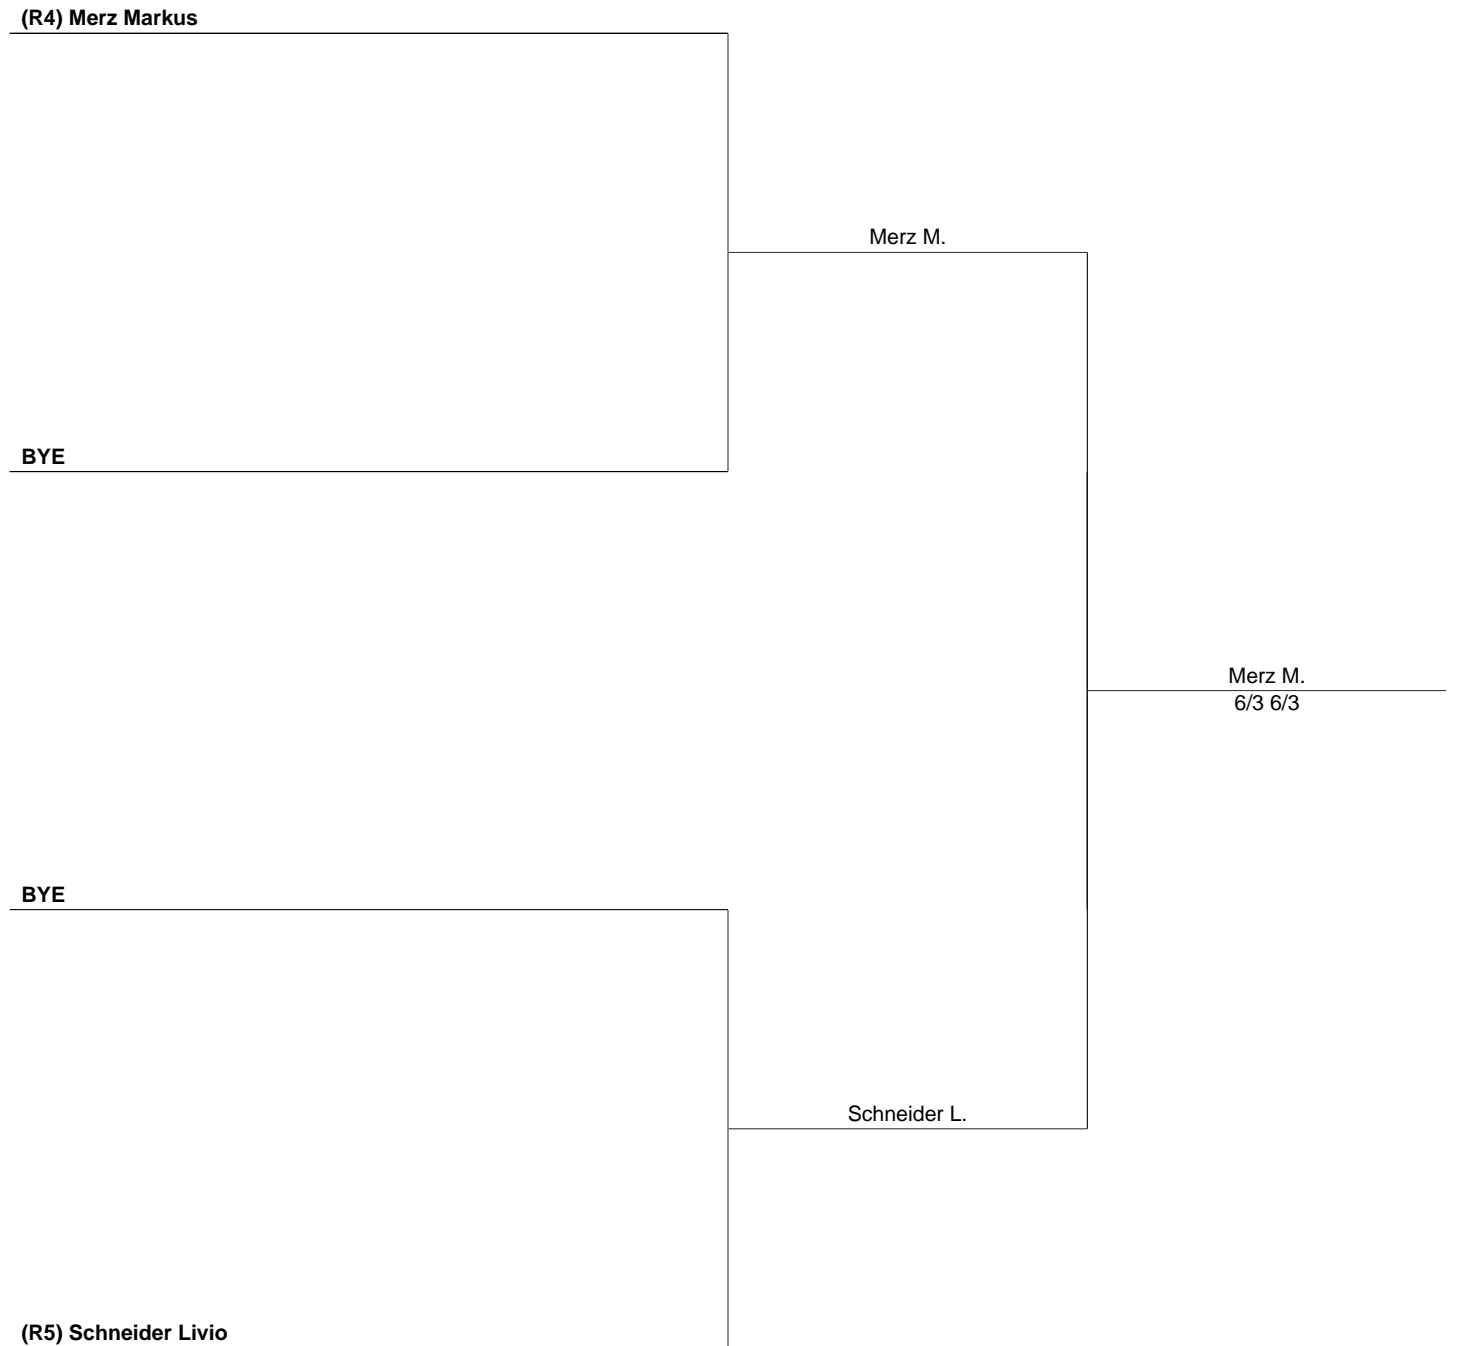 (R4) Merz Markus
Merz M.
BYE
Merz M.
6/3 6/3
BYE
Schneider L.
(R5) Schneider Livio